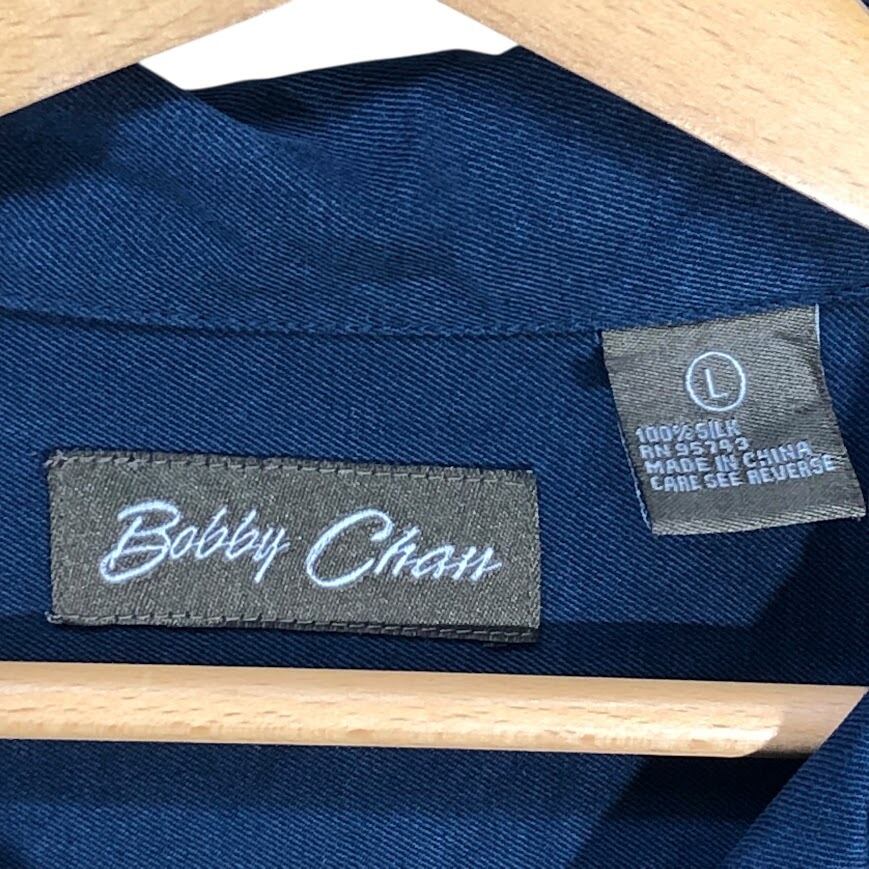 L
100% SILK
RN 95793
MADE IN CHINA
CARE SEE REVERSE
Bobby Chan